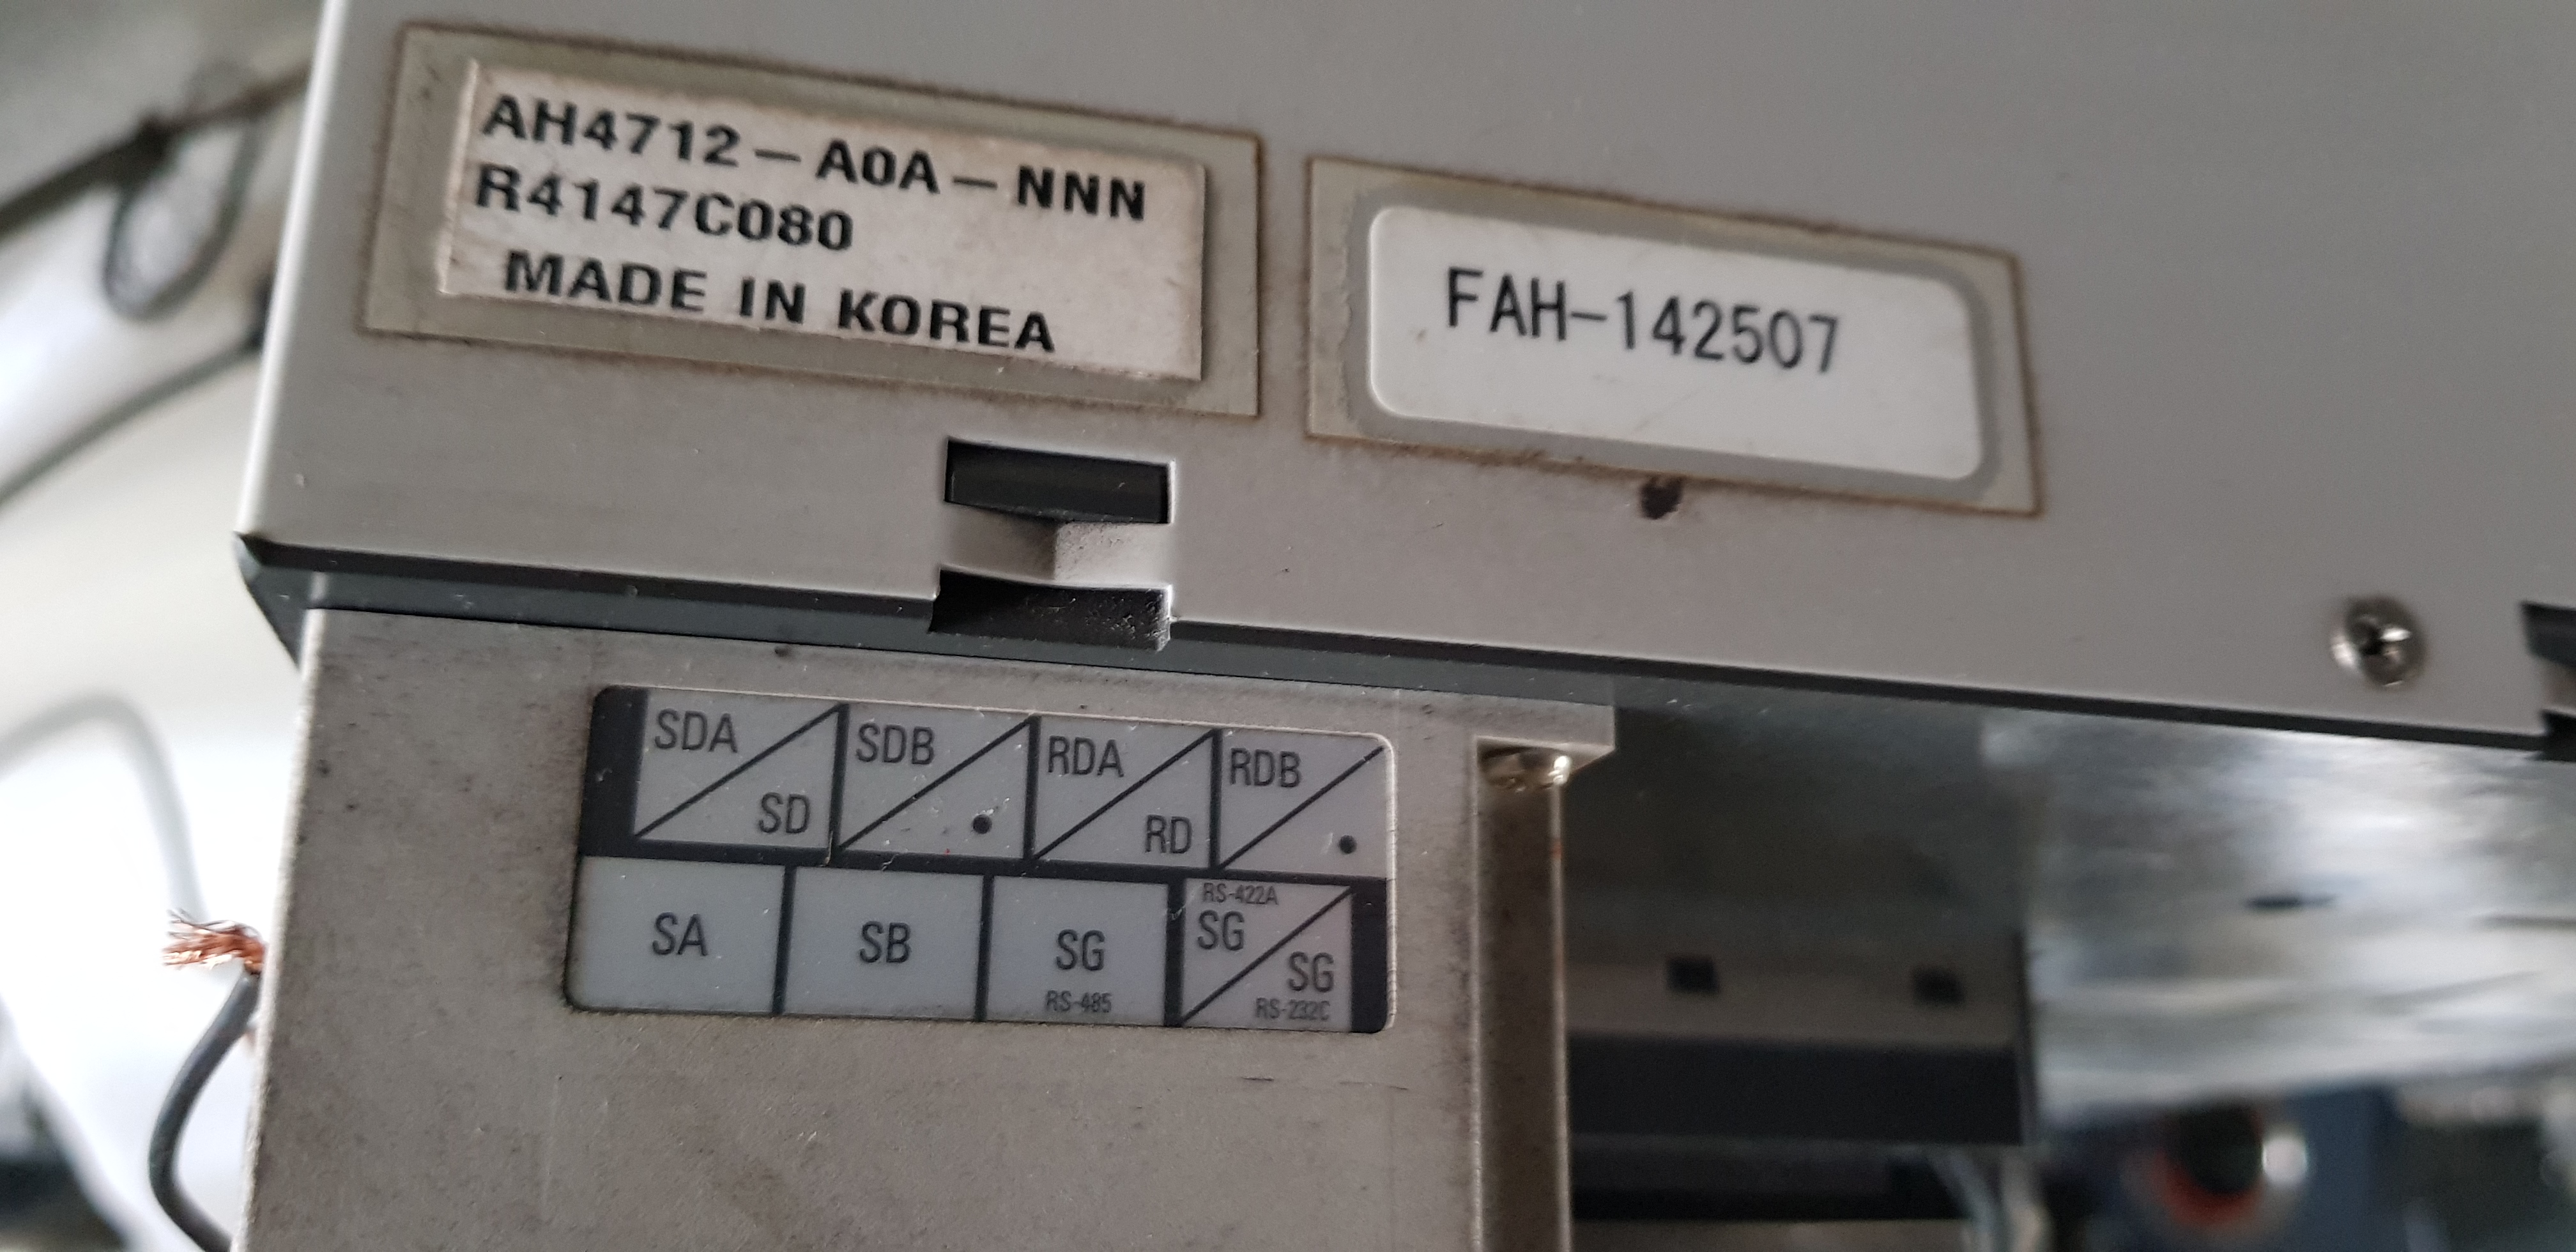 AH4712-A0A-NNN
R4147C080
MADE IN KOREA
FAH-142507
SDA SD SDB RDA RD RDB
SA SB SG RS-485 RS-422A SG SG RS-232C